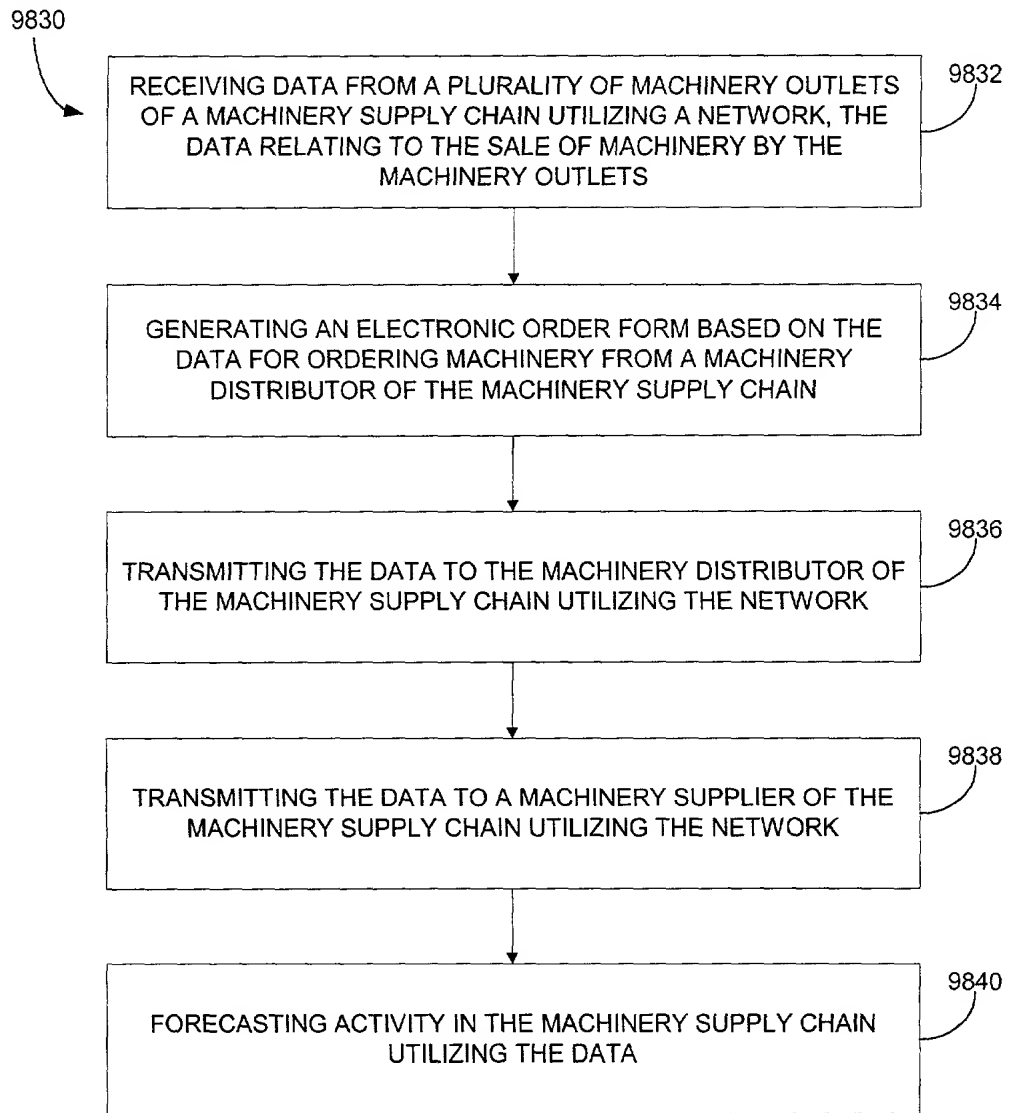 9830
RECEIVING DATA FROM A PLURALITY OF MACHINERY OUTLETS
OF A MACHINERY SUPPLY CHAIN UTILIZING A NETWORK, THE
DATA RELATING TO THE SALE OF MACHINERY BY THE
MACHINERY OUTLETS
9832
GENERATING AN ELECTRONIC ORDER FORM BASED ON THE
DATA FOR ORDERING MACHINERY FROM A MACHINERY
DISTRIBUTOR OF THE MACHINERY SUPPLY CHAIN
9834
TRANSMITTING THE DATA TO THE MACHINERY DISTRIBUTOR OF
THE MACHINERY SUPPLY CHAIN UTILIZING THE NETWORK
9836
TRANSMITTING THE DATA TO A MACHINERY SUPPLIER OF THE
MACHINERY SUPPLY CHAIN UTILIZING THE NETWORK
9838
FORECASTING ACTIVITY IN THE MACHINERY SUPPLY CHAIN
UTILIZING THE DATA
9840